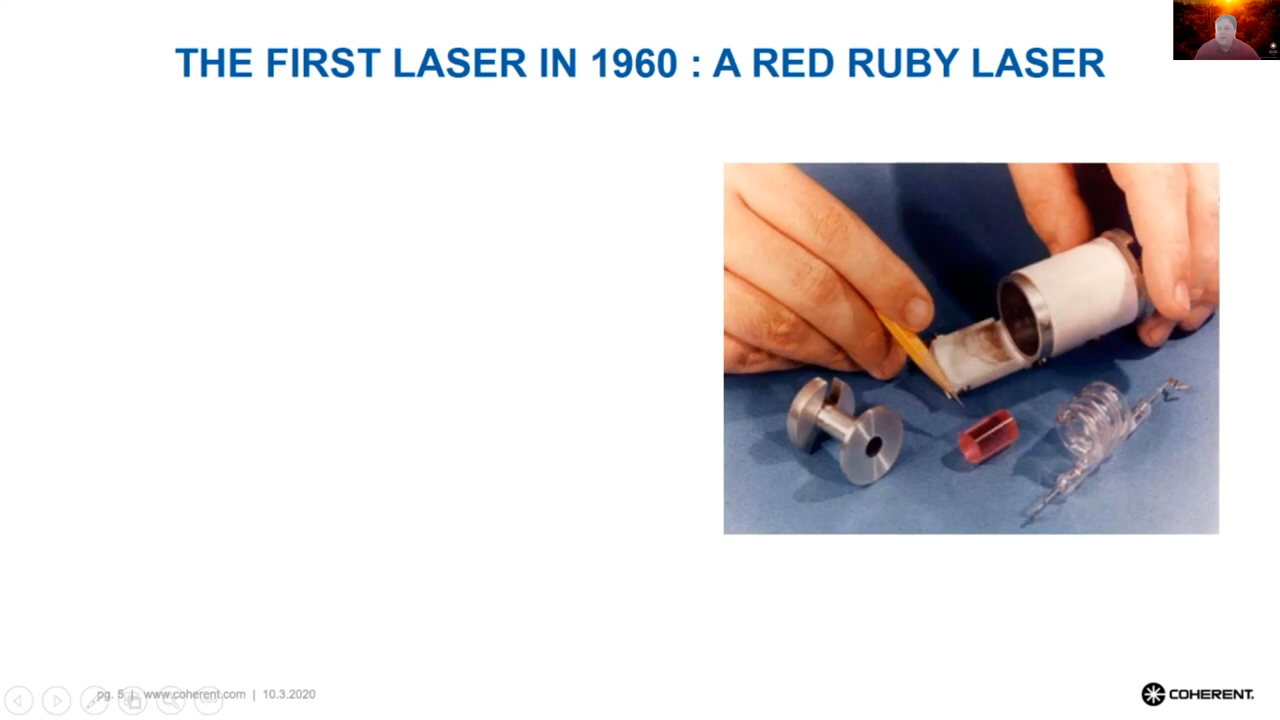 THE FIRST LASER IN 1960 : A RED RUBY LASER
pg. 5 | www.coherent.com | 10.3.2020
COHERENT.